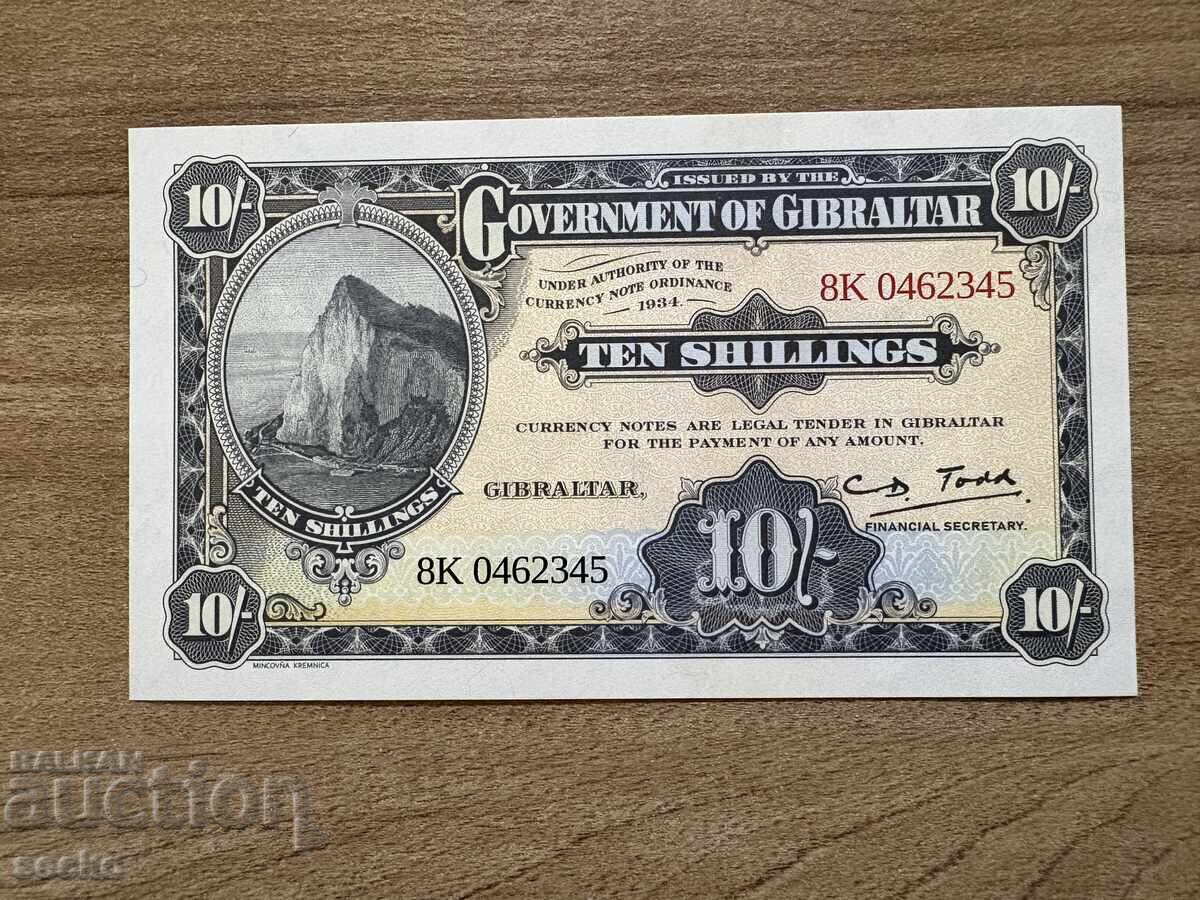 10/-
10/-
ISSUED BY THE
GOVERNMENT OF GIBRALTAR
UNDER AUTHORITY OF THE
CURRENCY NOTE ORDINANCE
1934.
8K 0462345
TEN SHILLINGS
CURRENCY NOTES ARE LEGAL TENDER IN GIBRALTAR
FOR THE PAYMENT OF ANY AMOUNT.
GIBRALTAR,
C D. Todd
FINANCIAL SECRETARY.
TEN SHILLINGS
8K 0462345
10/-
10/-
10/-
MINCOVŇA KREMNICA
BALKAN
auction
secko